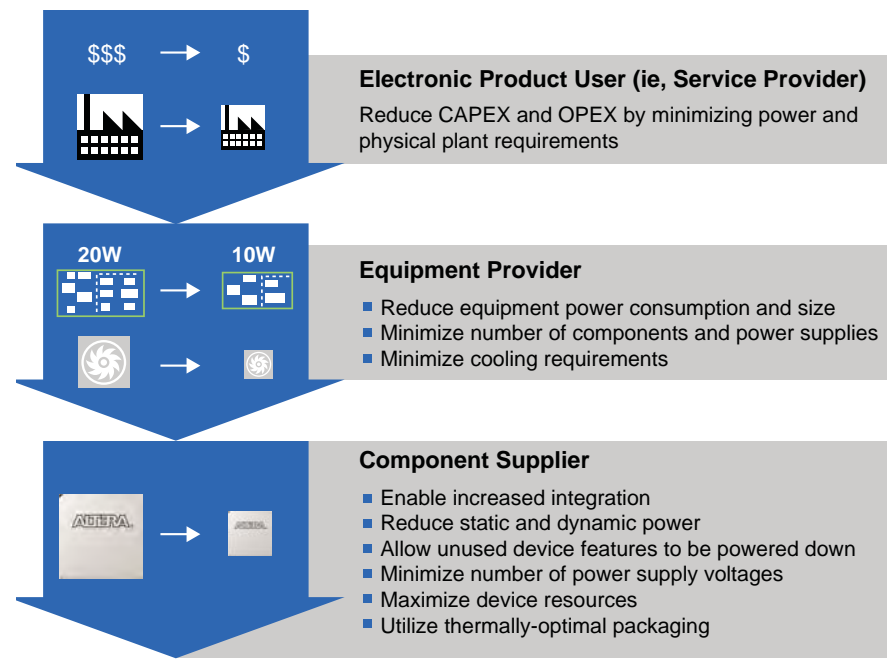 $$$ → $
Electronic Product User (ie, Service Provider)
Reduce CAPEX and OPEX by minimizing power and
physical plant requirements
20W 10W
Equipment Provider
Reduce equipment power consumption and size
Minimize number of components and power supplies
Minimize cooling requirements
Component Supplier
Enable increased integration
Reduce static and dynamic power
Allow unused device features to be powered down
Minimize number of power supply voltages
Maximize device resources
Utilize thermally-optimal packaging
ALTERA.
ALTERA.